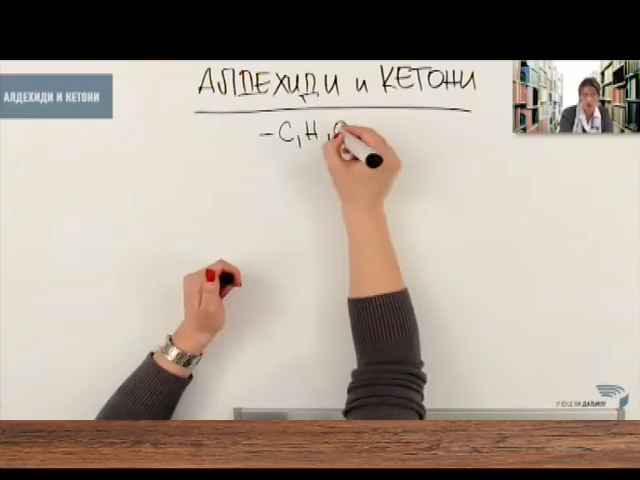 АЛДЕХИДИ И КЕТОНИ
АЛДЕХИДИ и КЕТОНИ
- C, H, O